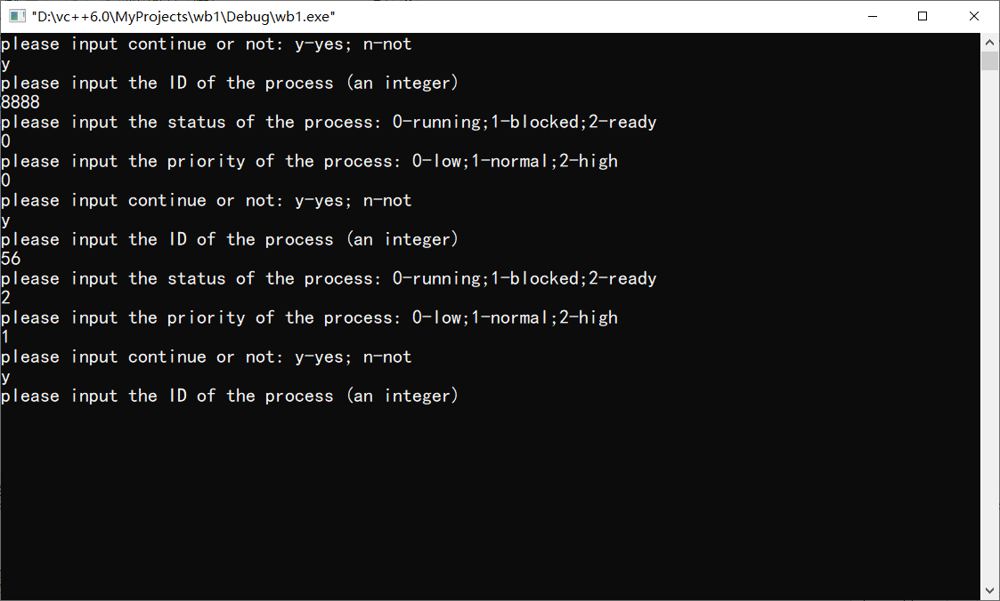 "D:\vc++6.0\MyProjects\wb1\Debug\wb1.exe"
please input continue or not: y-yes; n-not
y
please input the ID of the process (an integer)
8888
please input the status of the process: 0-running;1-blocked;2-ready
0
please input the priority of the process: 0-low;1-normal;2-high
0
please input continue or not: y-yes; n-not
y
please input the ID of the process (an integer)
56
please input the status of the process: 0-running;1-blocked;2-ready
2
please input the priority of the process: 0-low;1-normal;2-high
1
please input continue or not: y-yes; n-not
y
please input the ID of the process (an integer)